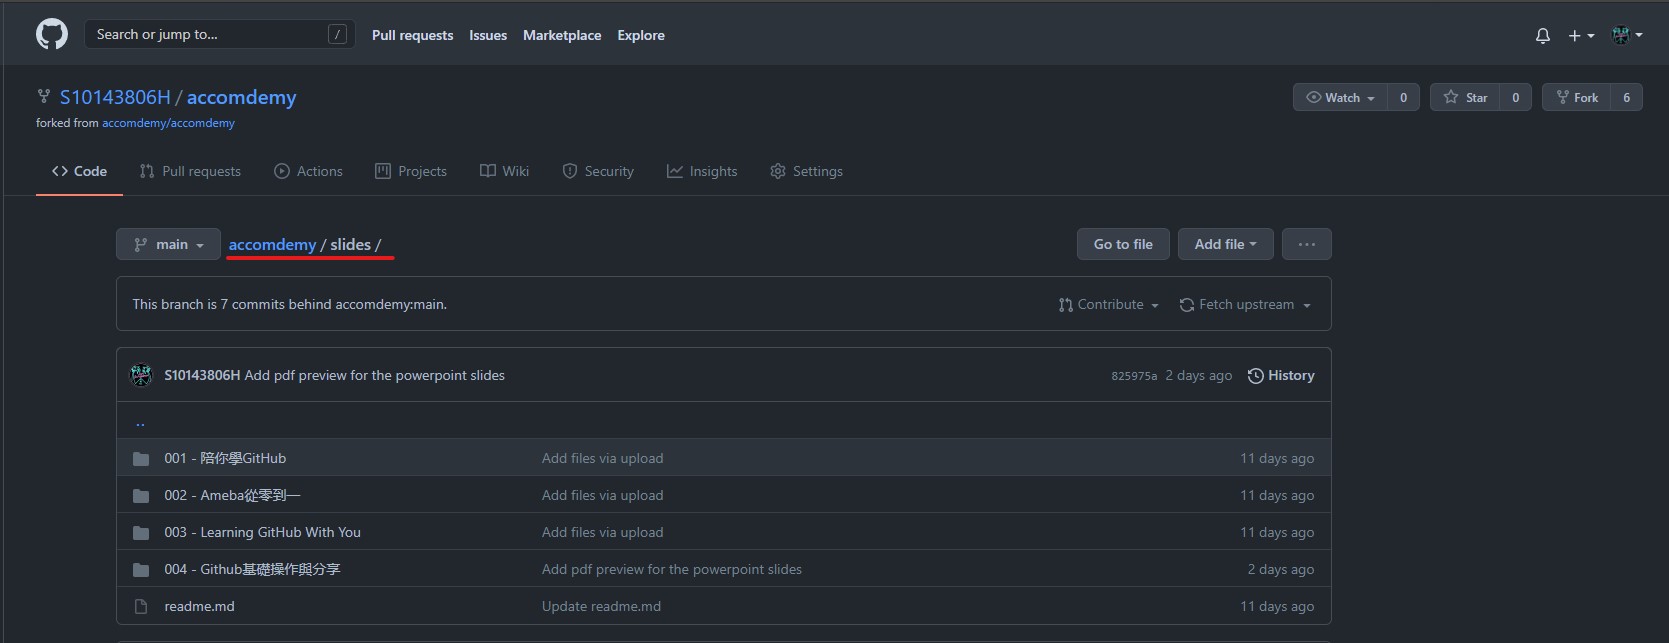 Search or jump to... /
Pull requests Issues Marketplace Explore
S10143806H / accomdemy
Watch 0 Star 0 Fork 6
forked from accomdemy/accomdemy
Code Pull requests Actions Projects Wiki Security Insights Settings
main accomdemy / slides / Go to file Add file ...
This branch is 7 commits behind accomdemy:main. Contribute Fetch upstream
S10143806H Add pdf preview for the powerpoint slides 825975a 2 days ago History
..
001 - 陪你學GitHub Add files via upload 11 days ago
002 - Ameba從零到一 Add files via upload 11 days ago
003 - Learning GitHub With You Add files via upload 11 days ago
004 - Github基礎操作與分享 Add pdf preview for the powerpoint slides 2 days ago
readme.md Update readme.md 11 days ago